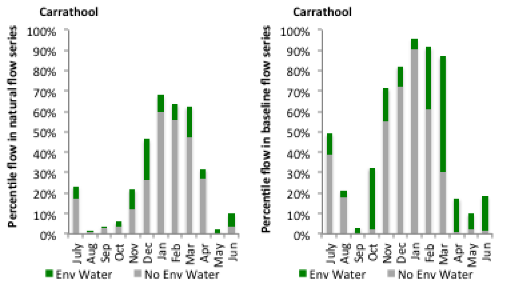 Carrathool
Percentile flow in natural flow series
100%
90%
80%
70%
60%
50%
40%
30%
20%
10%
0%
July
Aug
Sep
Oct
Nov
Dec
Jan
Feb
Mar
Apr
May
Jun
Env Water
No Env Water
Carrathool
Percentile flow in baseline flow series
100%
90%
80%
70%
60%
50%
40%
30%
20%
10%
0%
July
Aug
Sep
Oct
Nov
Dec
Jan
Feb
Mar
Apr
May
Jun
Env Water
No Env Water